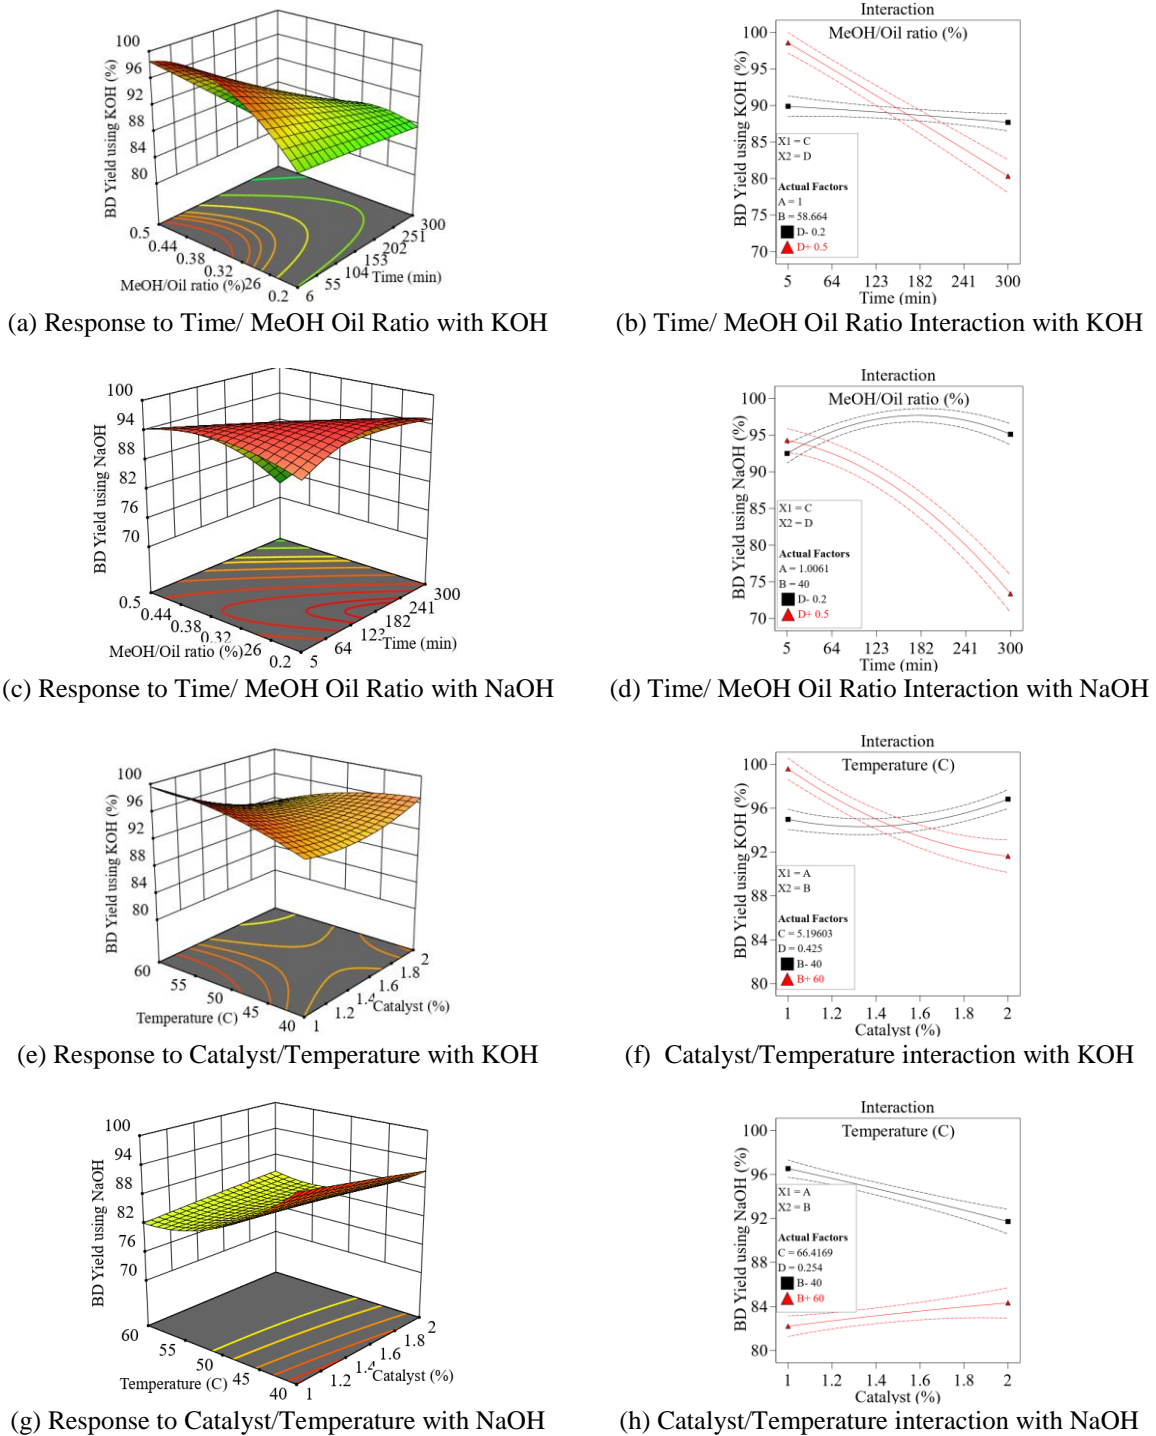 100
96
92
88
84
80
BD Yield using KOH (%)
0.5
0.44
0.38
0.32
26
0.2
MeOH/Oil ratio (%)
6
55
104
153
202
251
300
Time (min)
(a) Response to Time/ MeOH Oil Ratio with KOH
Interaction
MeOH/Oil ratio (%)
100
95
90
85
80
75
70
BD Yield using KOH (%)
X1 = C
X2 = D
Actual Factors
A = 1
B = 58.664
D- 0.2
D+ 0.5
5 64 123 182 241 300
Time (min)
(b) Time/ MeOH Oil Ratio Interaction with KOH
100
94
88
82
76
70
BD Yield using NaOH
0.5
0.44
0.38
0.32
26
0.2
MeOH/Oil ratio (%)
5
64
123
182
241
300
Time (min)
(c) Response to Time/ MeOH Oil Ratio with NaOH
Interaction
MeOH/Oil ratio (%)
100
95
90
85
80
75
70
BD Yield using NaOH (%)
X1 = C
X2 = D
Actual Factors
A = 1.0061
B = 40
D- 0.2
D+ 0.5
5 64 123 182 241 300
Time (min)
(d) Time/ MeOH Oil Ratio Interaction with NaOH
100
96
92
88
84
80
BD Yield using KOH (%)
60
55
50
45
40
Temperature (C)
1
1.2
1.4
1.6
1.8
2
Catalyst (%)
(e) Response to Catalyst/Temperature with KOH
Interaction
Temperature (C)
100
96
92
88
84
80
BD Yield using KOH (%)
X1 = A
X2 = B
Actual Factors
C = 5.19603
D = 0.425
B- 40
B+ 60
1 1.2 1.4 1.6 1.8 2
Catalyst (%)
(f) Catalyst/Temperature interaction with KOH
100
94
88
82
76
70
BD Yield using NaOH
60
55
50
45
40
Temperature (C)
1
1.2
1.4
1.6
1.8
2
Catalyst (%)
(g) Response to Catalyst/Temperature with NaOH
Interaction
Temperature (C)
100
96
92
88
84
80
BD Yield using NaOH (%)
X1 = A
X2 = B
Actual Factors
C = 66.4169
D = 0.254
B- 40
B+ 60
1 1.2 1.4 1.6 1.8 2
Catalyst (%)
(h) Catalyst/Temperature interaction with NaOH